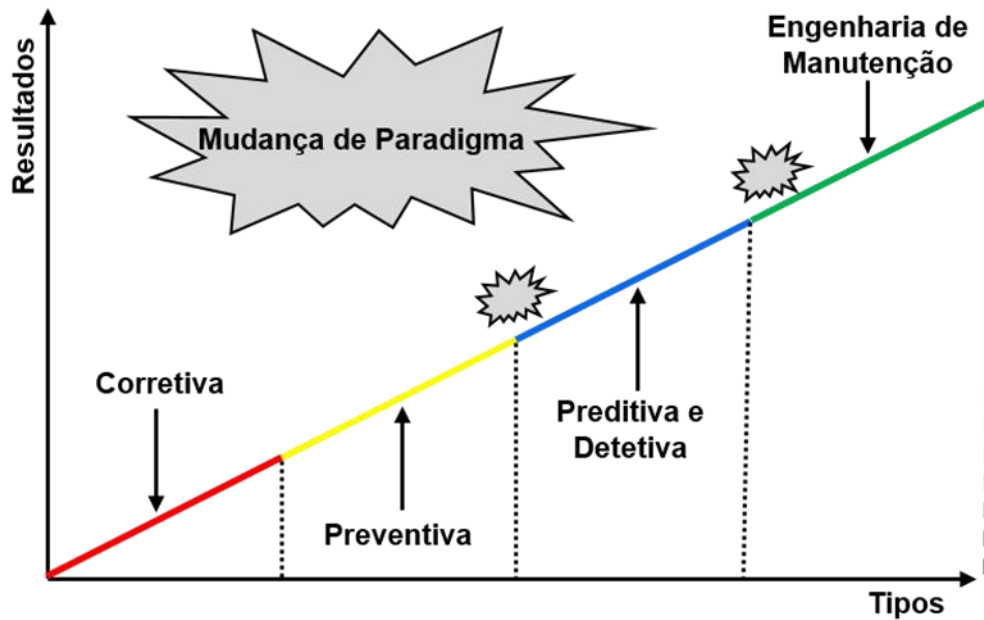 Engenharia de
Manutenção
Resultados
Mudança de Paradigma
Corretiva
Preditiva e
Detetiva
Preventiva
Tipos